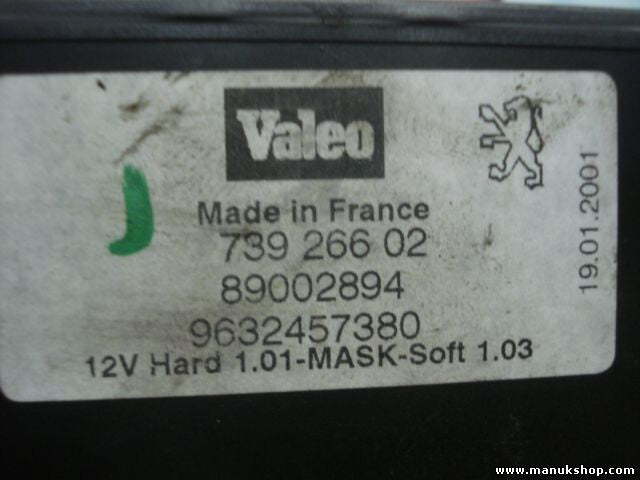 Valeo
Made in France
739 266 02
89002894
9632457380
12V Hard 1.01-MASK-Soft 1.03
19.01.2001
www.manukshop.com